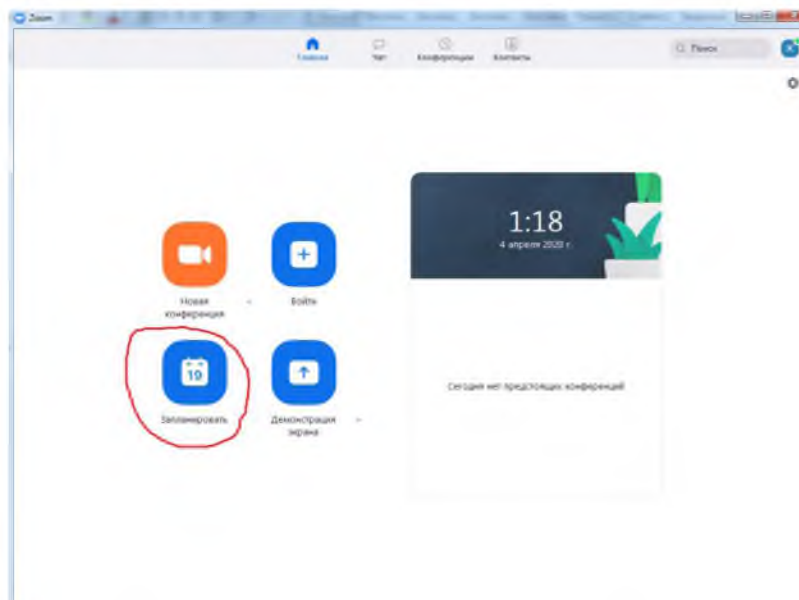 Zoom
Главная
Чат
Конференции
Контакты
Поиск
1:18
4 апреля 2020 г.
Новая
конференция
Войти
19
Запланировать
Демонстрация
экрана
Сегодня нет предстоящих конференций